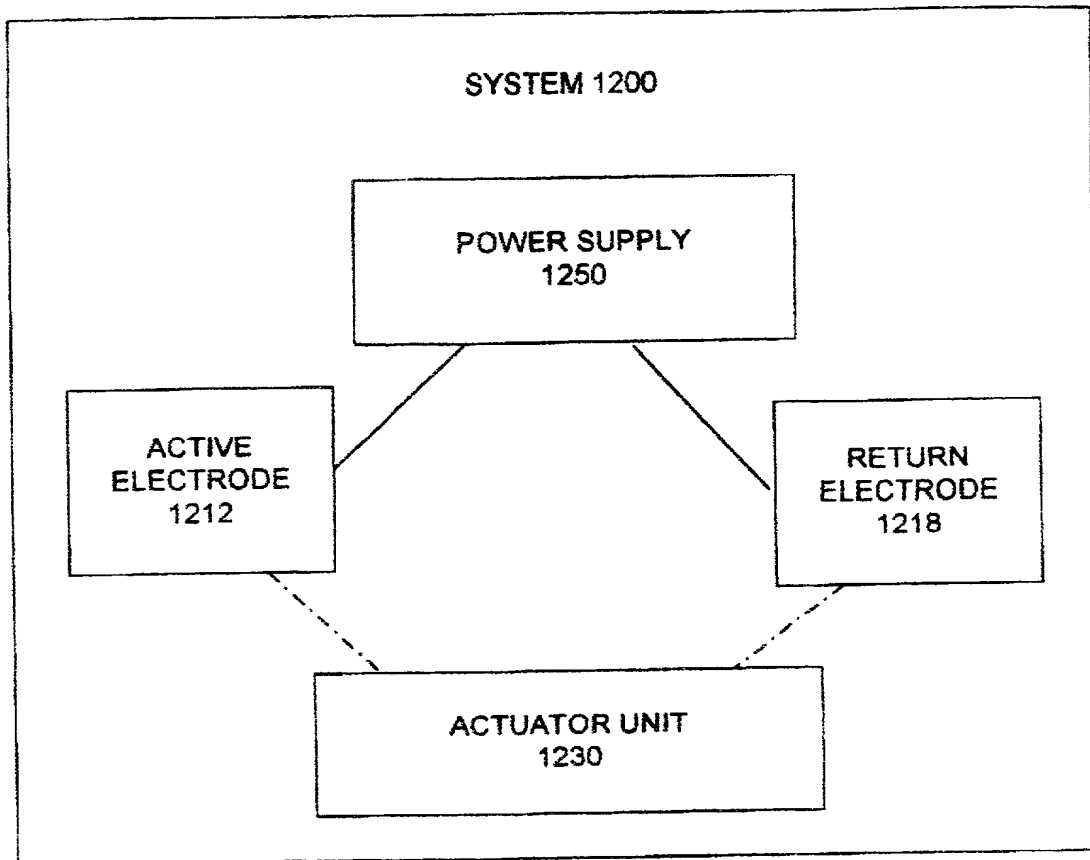 SYSTEM 1200
POWER SUPPLY
1250
ACTIVE
ELECTRODE
1212
RETURN
ELECTRODE
1218
ACTUATOR UNIT
1230